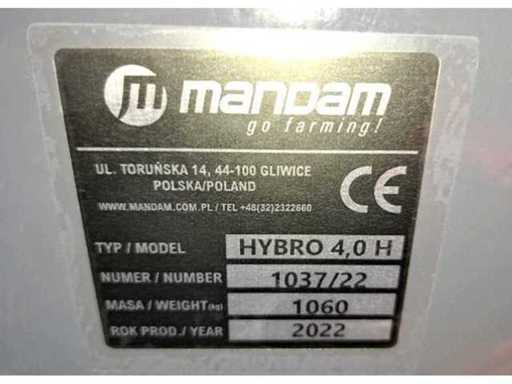 MANDAM
go farming!
UL. TORUŃSKA 14, 44-100 GLIWICE
POLSKA/POLAND
WWW.MANDAM.COM.PL / TEL +48(32)2322660
CE
TYP / MODEL HYBRO 4,0 H
NUMER / NUMBER 1037/22
MASA / WEIGHT(kg) 1060
ROK PROD./ YEAR 2022